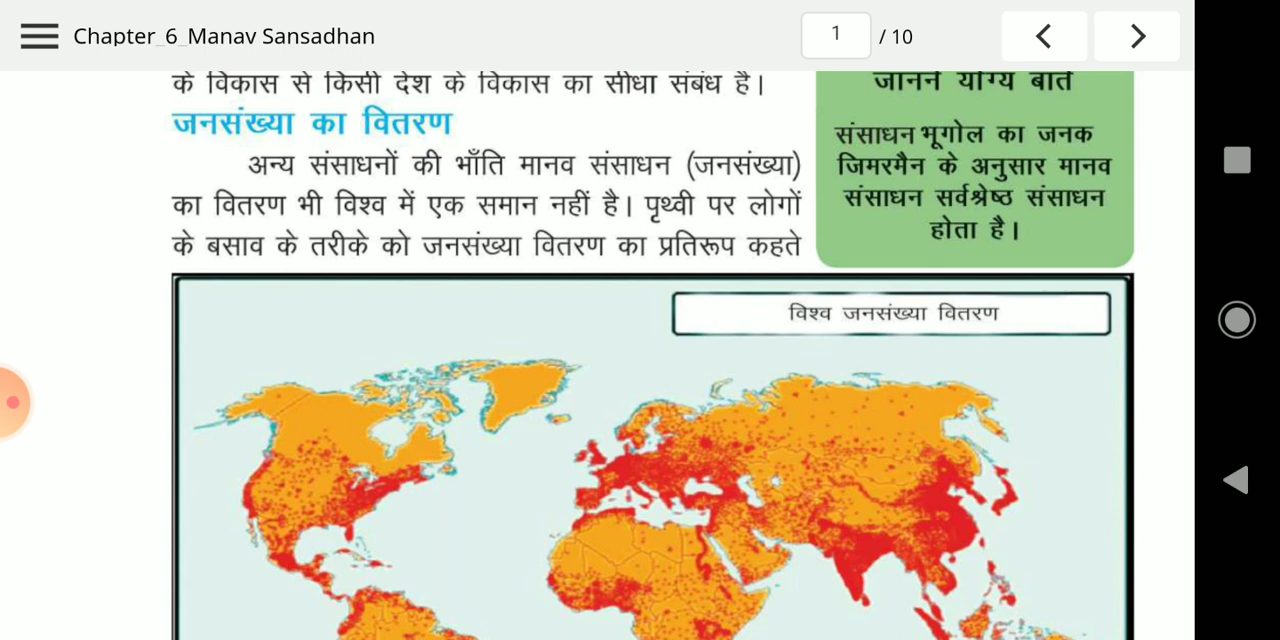 Chapter_6_Manav Sansadhan
1 / 10
के विकास से किसी देश के विकास का सीधा संबंध है।
जनसंख्या का वितरण
अन्य संसाधनों की भाँति मानव संसाधन (जनसंख्या)
का वितरण भी विश्व में एक समान नहीं है। पृथ्वी पर लोगों
के बसाव के तरीके को जनसंख्या वितरण का प्रतिरूप कहते
जानने योग्य बातें
संसाधन भूगोल का जनक
जिमरमैन के अनुसार मानव
संसाधन सर्वश्रेष्ठ संसाधन
होता है।
विश्व जनसंख्या वितरण